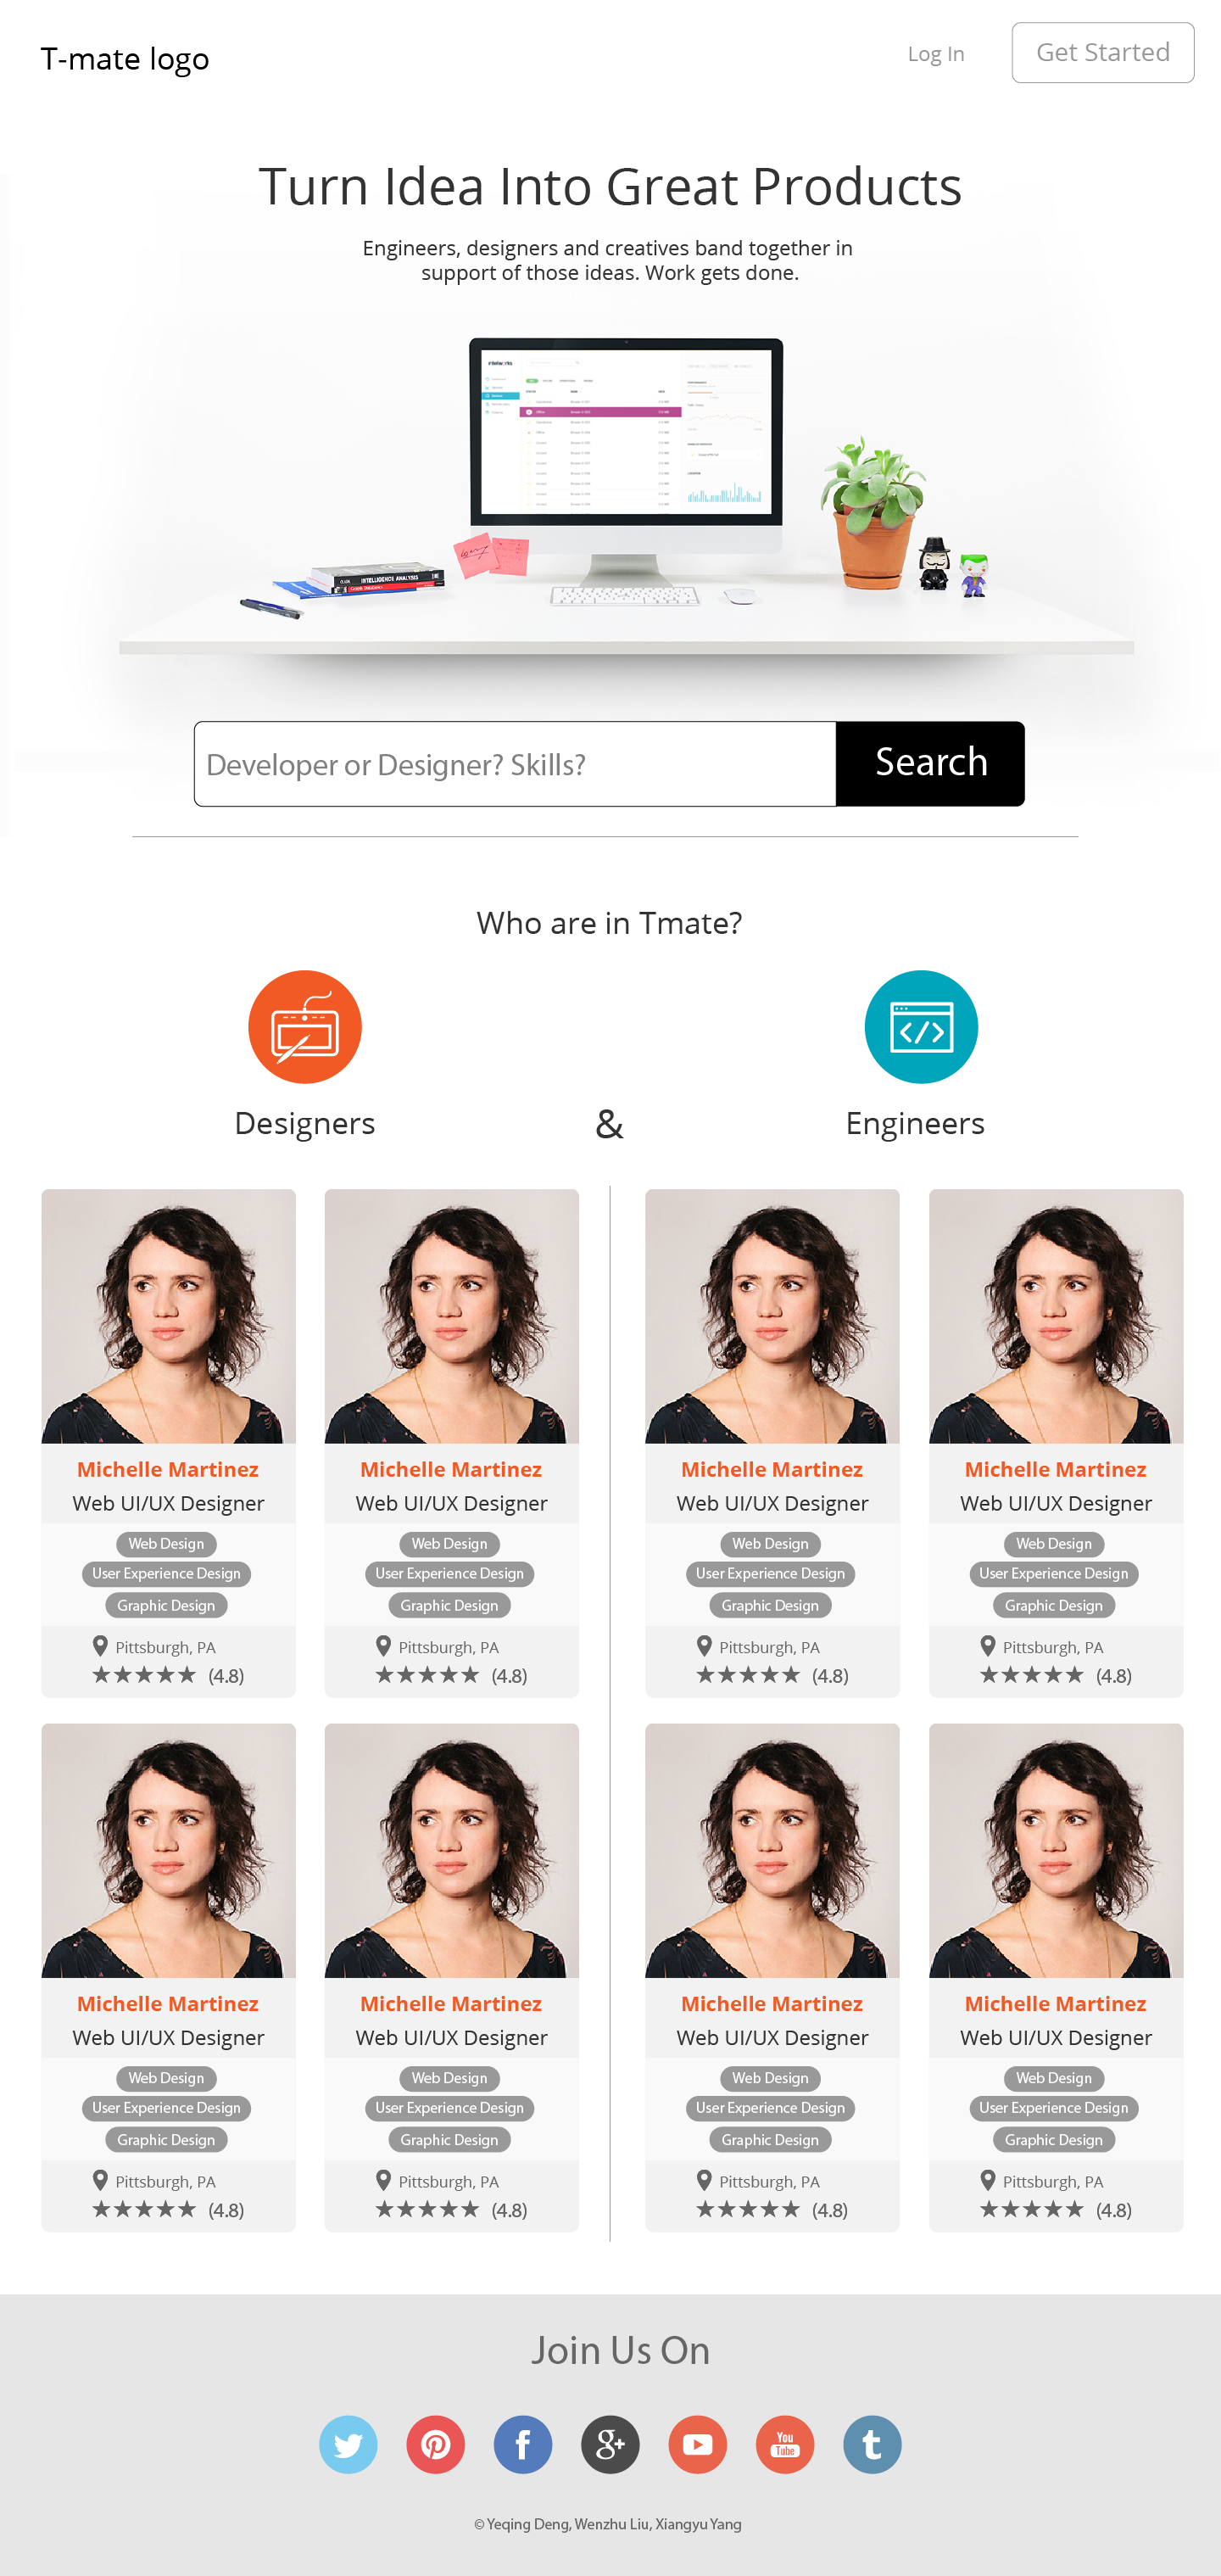 T-mate logo
Log In
Get Started
Turn Idea Into Great Products
Engineers, designers and creatives band together in
support of those ideas. Work gets done.
INTELLIGENCE ANALYSIS
Developer or Designer? Skills?
Search
Who are in Tmate?
Designers
&
Engineers
Michelle Martinez
Web UI/UX Designer
Web Design
User Experience Design
Graphic Design
Pittsburgh, PA
(4.8)
Michelle Martinez
Web UI/UX Designer
Web Design
User Experience Design
Graphic Design
Pittsburgh, PA
(4.8)
Michelle Martinez
Web UI/UX Designer
Web Design
User Experience Design
Graphic Design
Pittsburgh, PA
(4.8)
Michelle Martinez
Web UI/UX Designer
Web Design
User Experience Design
Graphic Design
Pittsburgh, PA
(4.8)
Michelle Martinez
Web UI/UX Designer
Web Design
User Experience Design
Graphic Design
Pittsburgh, PA
(4.8)
Michelle Martinez
Web UI/UX Designer
Web Design
User Experience Design
Graphic Design
Pittsburgh, PA
(4.8)
Michelle Martinez
Web UI/UX Designer
Web Design
User Experience Design
Graphic Design
Pittsburgh, PA
(4.8)
Michelle Martinez
Web UI/UX Designer
Web Design
User Experience Design
Graphic Design
Pittsburgh, PA
(4.8)
Join Us On
f
g+
You
Tube
t
© Yeqing Deng, Wenzhu Liu, Xiangyu Yang